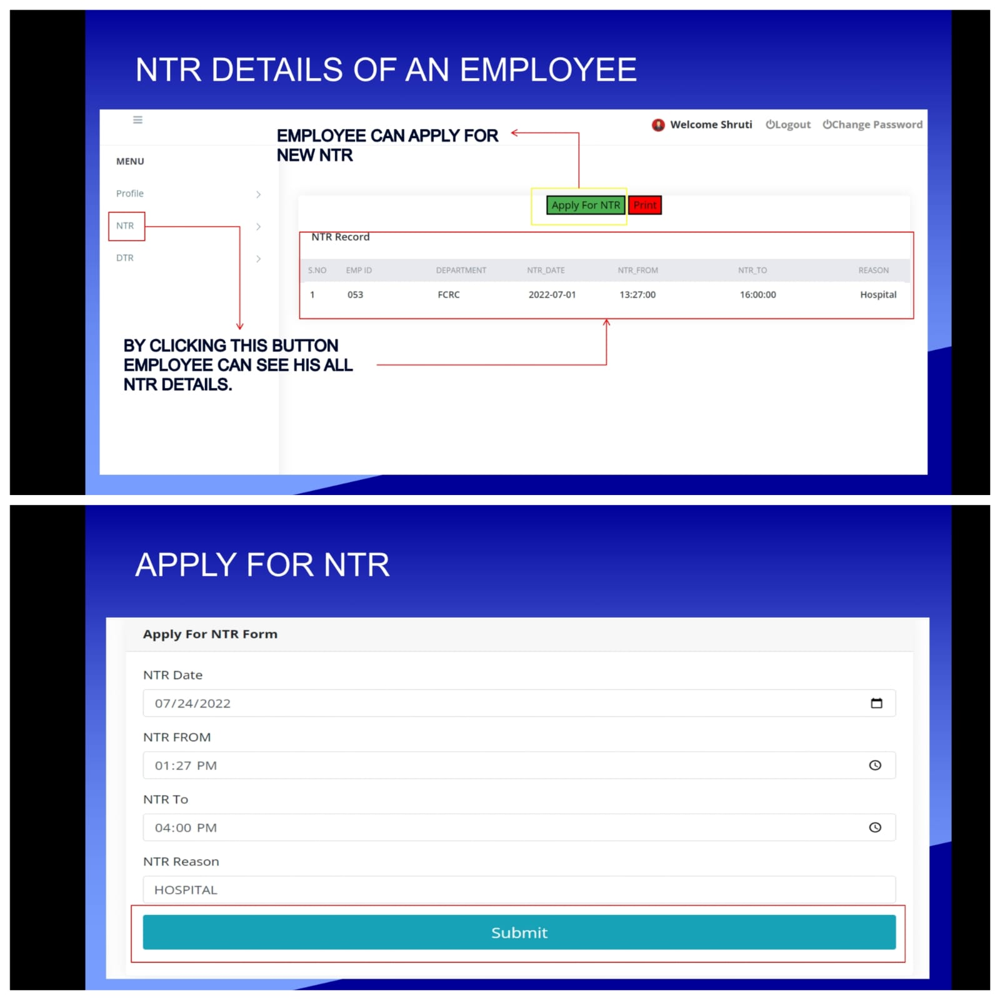 NTR DETAILS OF AN EMPLOYEE
Welcome Shruti Logout Change Password
EMPLOYEE CAN APPLY FOR
NEW NTR
MENU
Profile
NTR
DTR
Apply For NTR Print
NTR Record
S.NO EMP ID DEPARTMENT NTR_DATE NTR_FROM NTR_TO REASON
1 053 FCRC 2022-07-01 13:27:00 16:00:00 Hospital
BY CLICKING THIS BUTTON
EMPLOYEE CAN SEE HIS ALL
NTR DETAILS.
APPLY FOR NTR
Apply For NTR Form
NTR Date
07/24/2022
NTR FROM
01:27 PM
NTR To
04:00 PM
NTR Reason
HOSPITAL
Submit